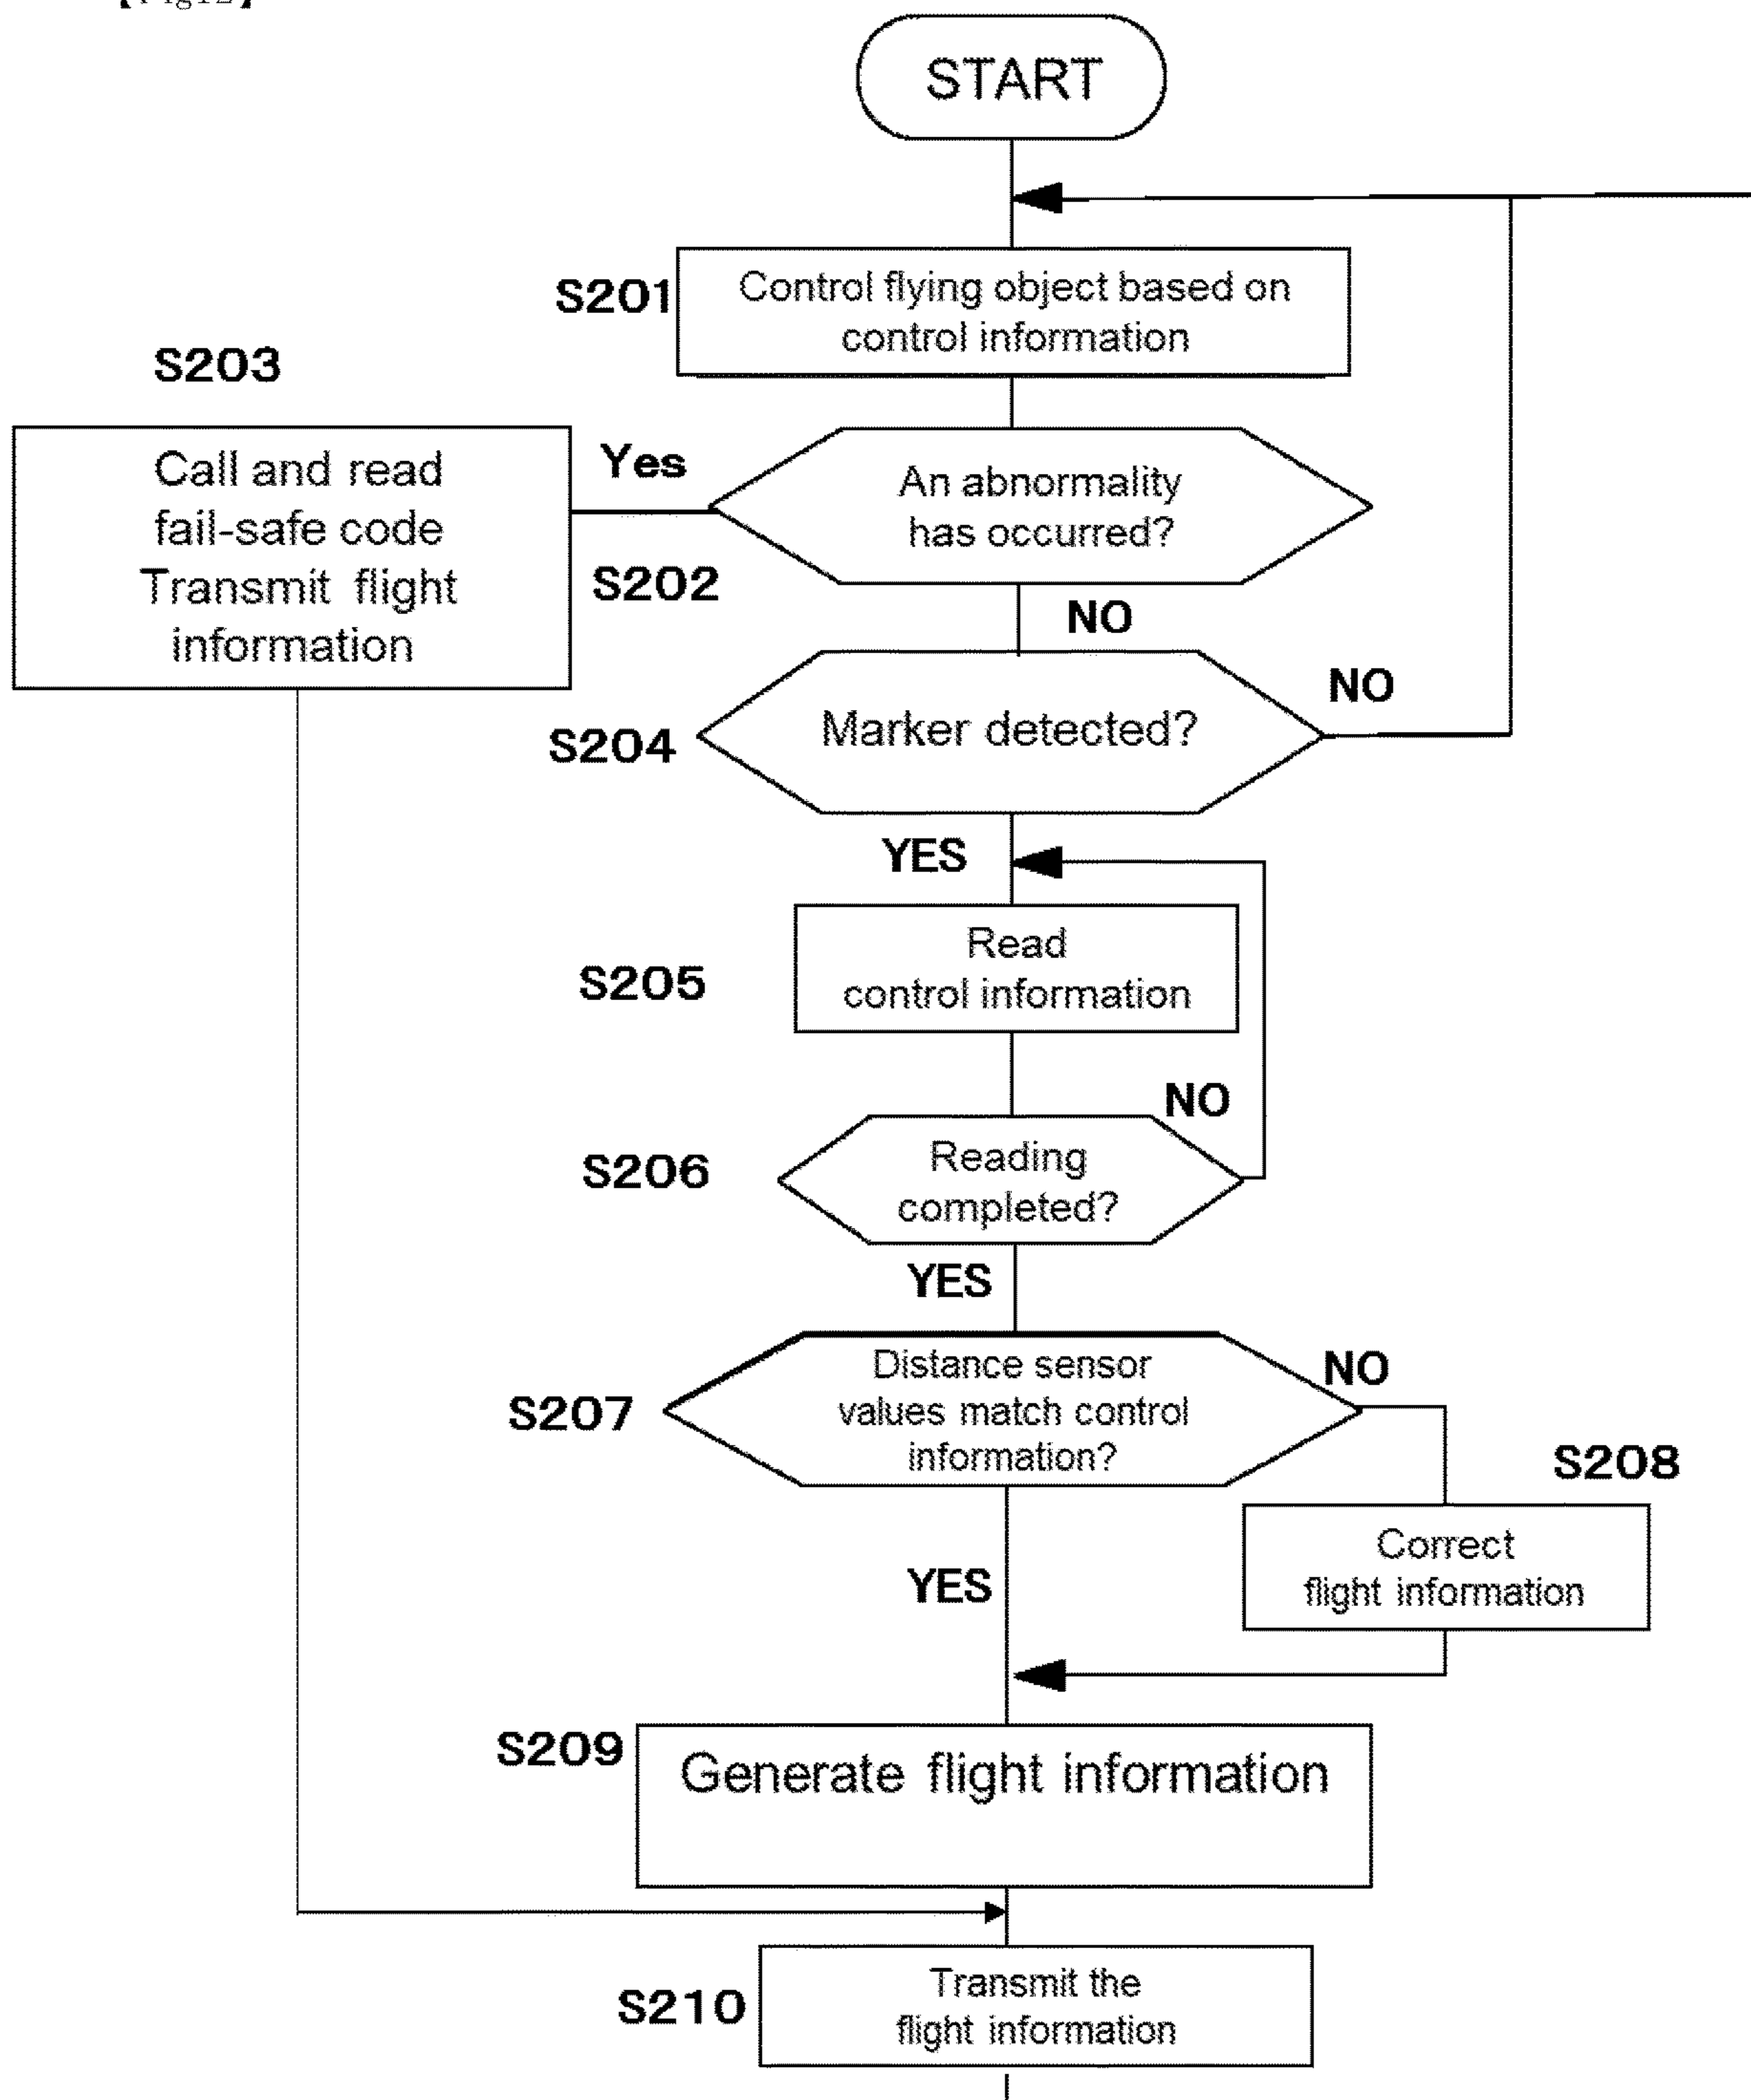 START
S201
Control flying object based on
control information
S203
Call and read
fail-safe code
Transmit flight
information
Yes
An abnormality
has occurred?
S202
NO
Marker detected?
NO
S204
YES
Read
control information
S205
NO
Reading
completed?
S206
YES
Distance sensor
values match control
information?
NO
S207
S208
Correct
flight information
YES
S209
Generate flight information
Transmit the
flight information
S210